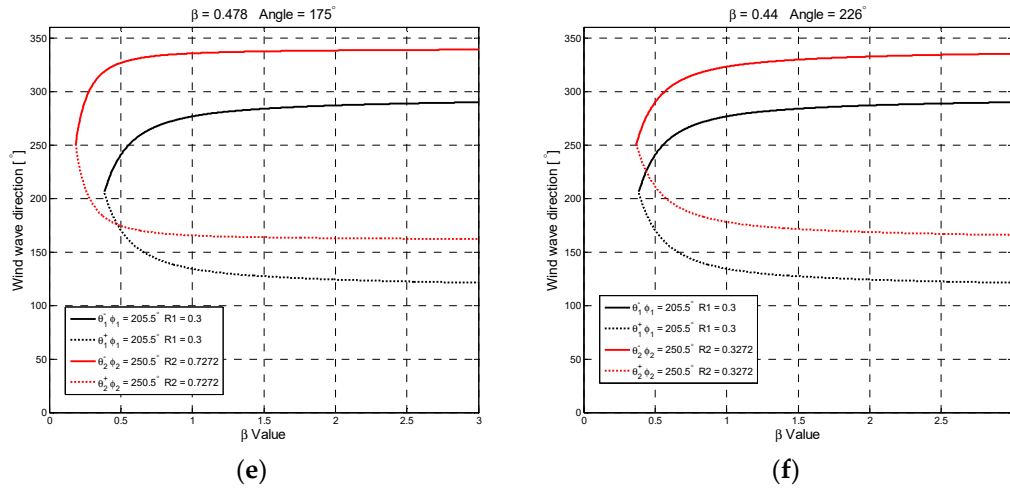 β = 0.478 Angle = 175°
Wind wave direction [°]
350
300
250
200
150
100
50
0
θ₁⁻ ϕ₁ = 205.5° R1 = 0.3
θ₁⁺ ϕ₁ = 205.5° R1 = 0.3
θ₂⁻ ϕ₂ = 250.5° R2 = 0.7272
θ₂⁺ ϕ₂ = 250.5° R2 = 0.7272
0 0.5 1 1.5 2 2.5 3
β Value
(e)
β = 0.44 Angle = 226°
Wind wave direction [°]
350
300
250
200
150
100
50
0
θ₁⁻ ϕ₁ = 205.5° R1 = 0.3
θ₁⁺ ϕ₁ = 205.5° R1 = 0.3
θ₂⁻ ϕ₂ = 250.5° R2 = 0.3272
θ₂⁺ ϕ₂ = 250.5° R2 = 0.3272
0 0.5 1 1.5 2 2.5
β Value
(f)